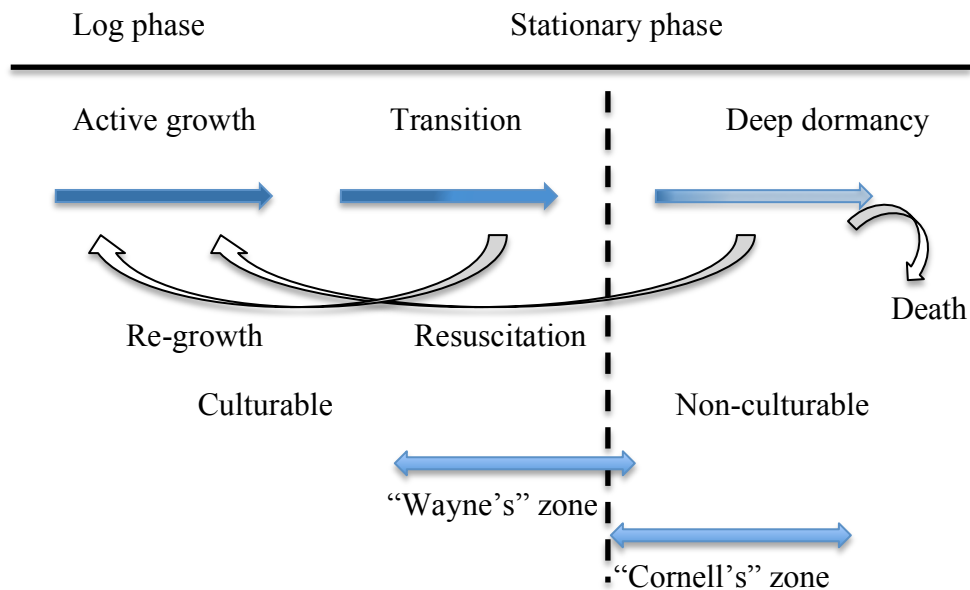 Log phase
Stationary phase
Active growth
Transition
Deep dormancy
Death
Re-growth
Resuscitation
Culturable
Non-culturable
“Wayne’s” zone
“Cornell’s” zone